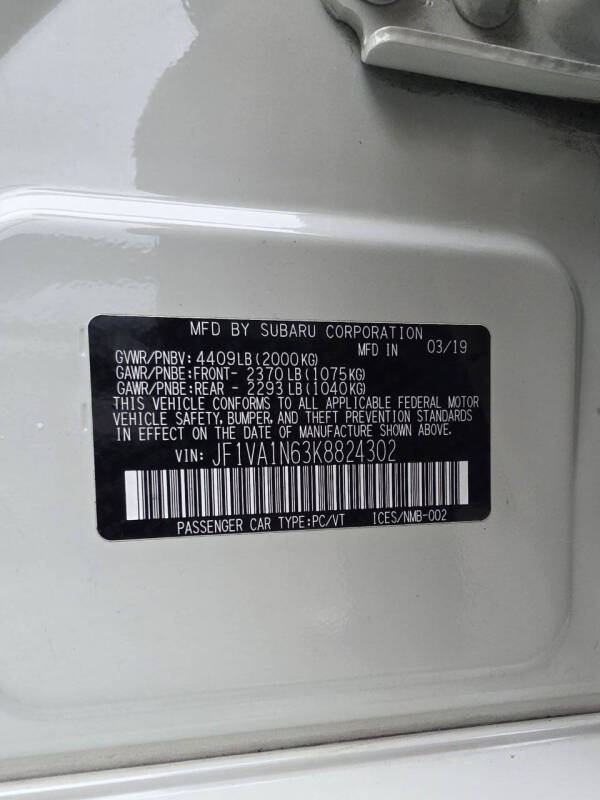 MFD BY SUBARU CORPORATION
MFD IN 03/19
GVWR/PNBV: 4409LB(2000KG)
GAWR/PNBE:FRONT- 2370LB(1075KG)
GAWR/PNBE:REAR - 2293LB(1040KG)
THIS VEHICLE CONFORMS TO ALL APPLICABLE FEDERAL MOTOR
VEHICLE SAFETY, BUMPER, AND THEFT PREVENTION STANDARDS
IN EFFECT ON THE DATE OF MANUFACTURE SHOWN ABOVE.
VIN: JF1VA1N63K8824302
PASSENGER CAR TYPE:PC/VT ICES/NMB-002